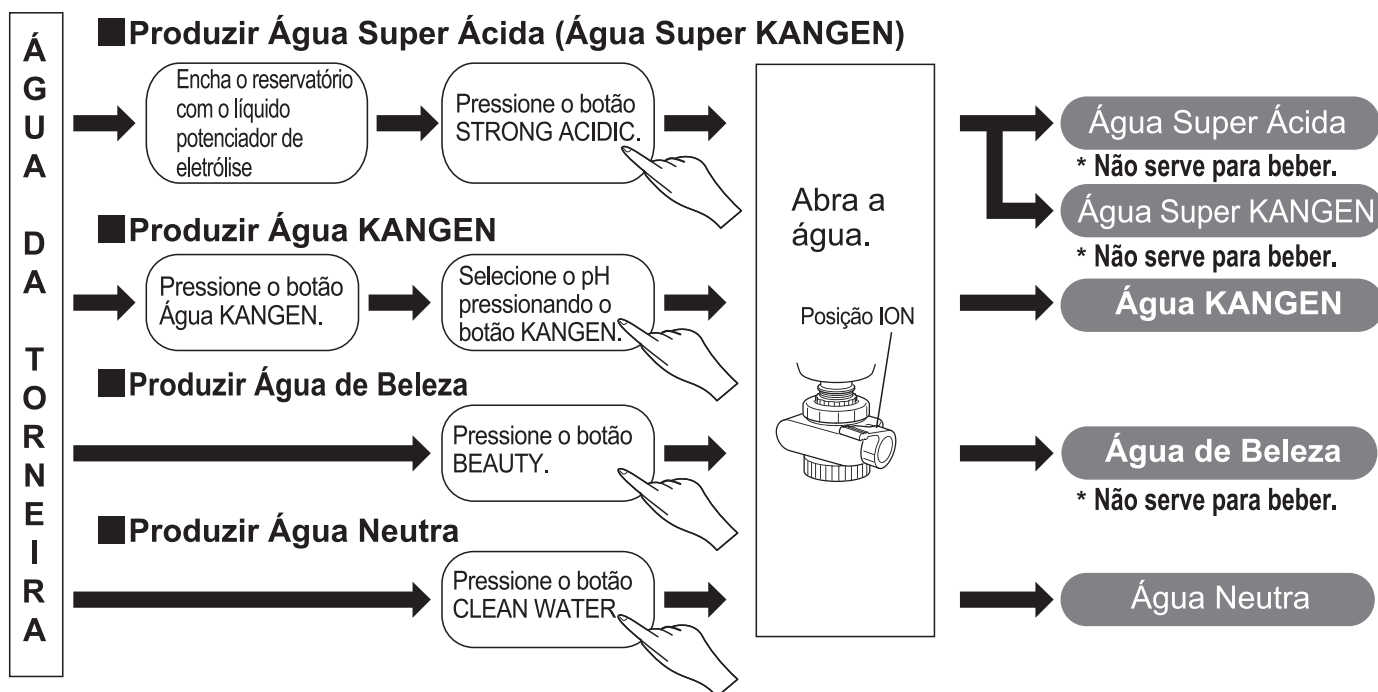 ÁGUA DA TORNEIRA
■Produzir Água Super Ácida (Água Super KANGEN)
Encha o reservatório
com o líquido
potenciador de
eletrólise
Pressione o botão
STRONG ACIDIC.
■Produzir Água KANGEN
Pressione o botão
Água KANGEN.
Selecione o pH
pressionando o
botão KANGEN.
■Produzir Água de Beleza
Pressione o botão
BEAUTY.
■Produzir Água Neutra
Pressione o botão
CLEAN WATER
Abra a
água.
Posição ION
Água Super Ácida
* Não serve para beber.
Água Super KANGEN
* Não serve para beber.
Água KANGEN
Água de Beleza
* Não serve para beber.
Água Neutra